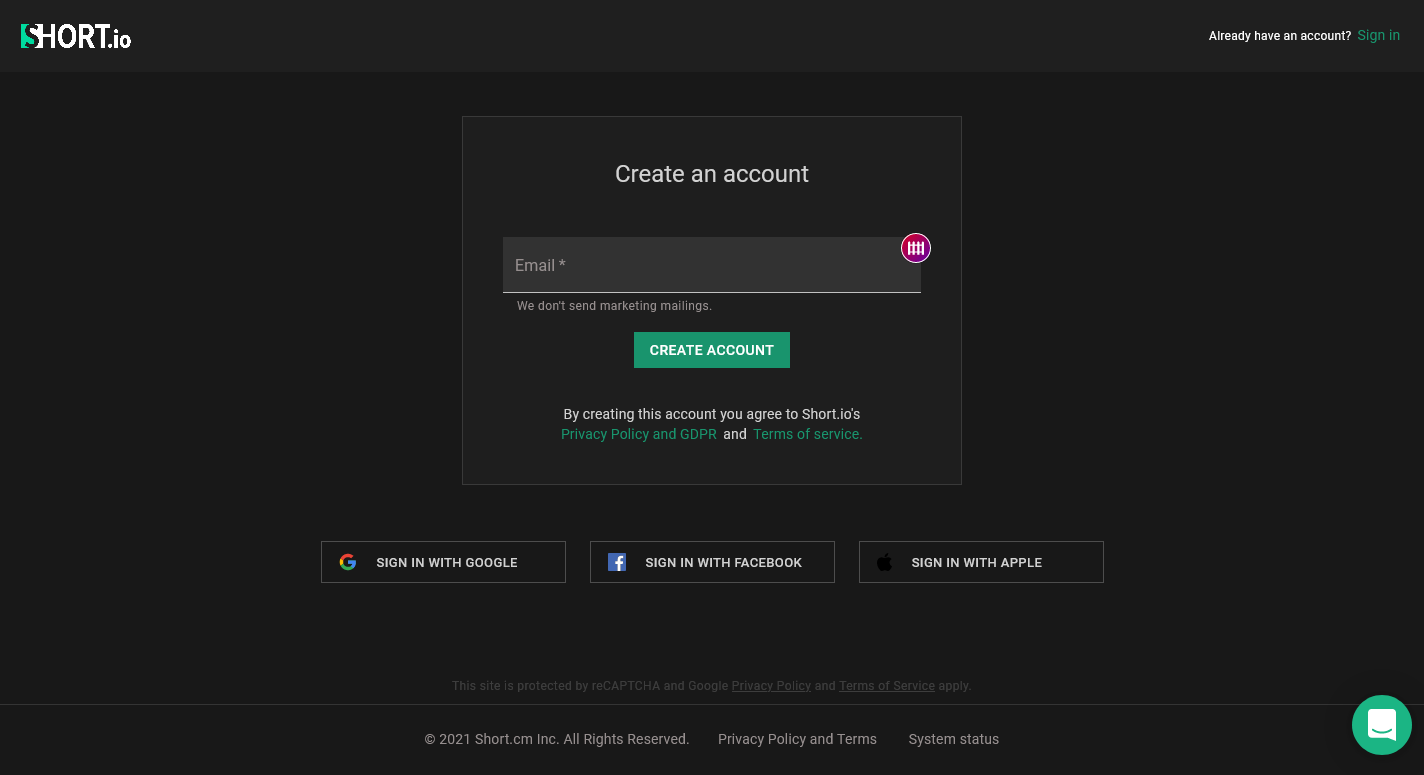 SHORT.io
Already have an account? Sign in
Create an account
Email *
We don't send marketing mailings.
CREATE ACCOUNT
By creating this account you agree to Short.io's
Privacy Policy and GDPR and Terms of service.
SIGN IN WITH GOOGLE
SIGN IN WITH FACEBOOK
SIGN IN WITH APPLE
This site is protected by reCAPTCHA and Google Privacy Policy and Terms of Service apply.
© 2021 Short.cm Inc. All Rights Reserved. Privacy Policy and Terms System status